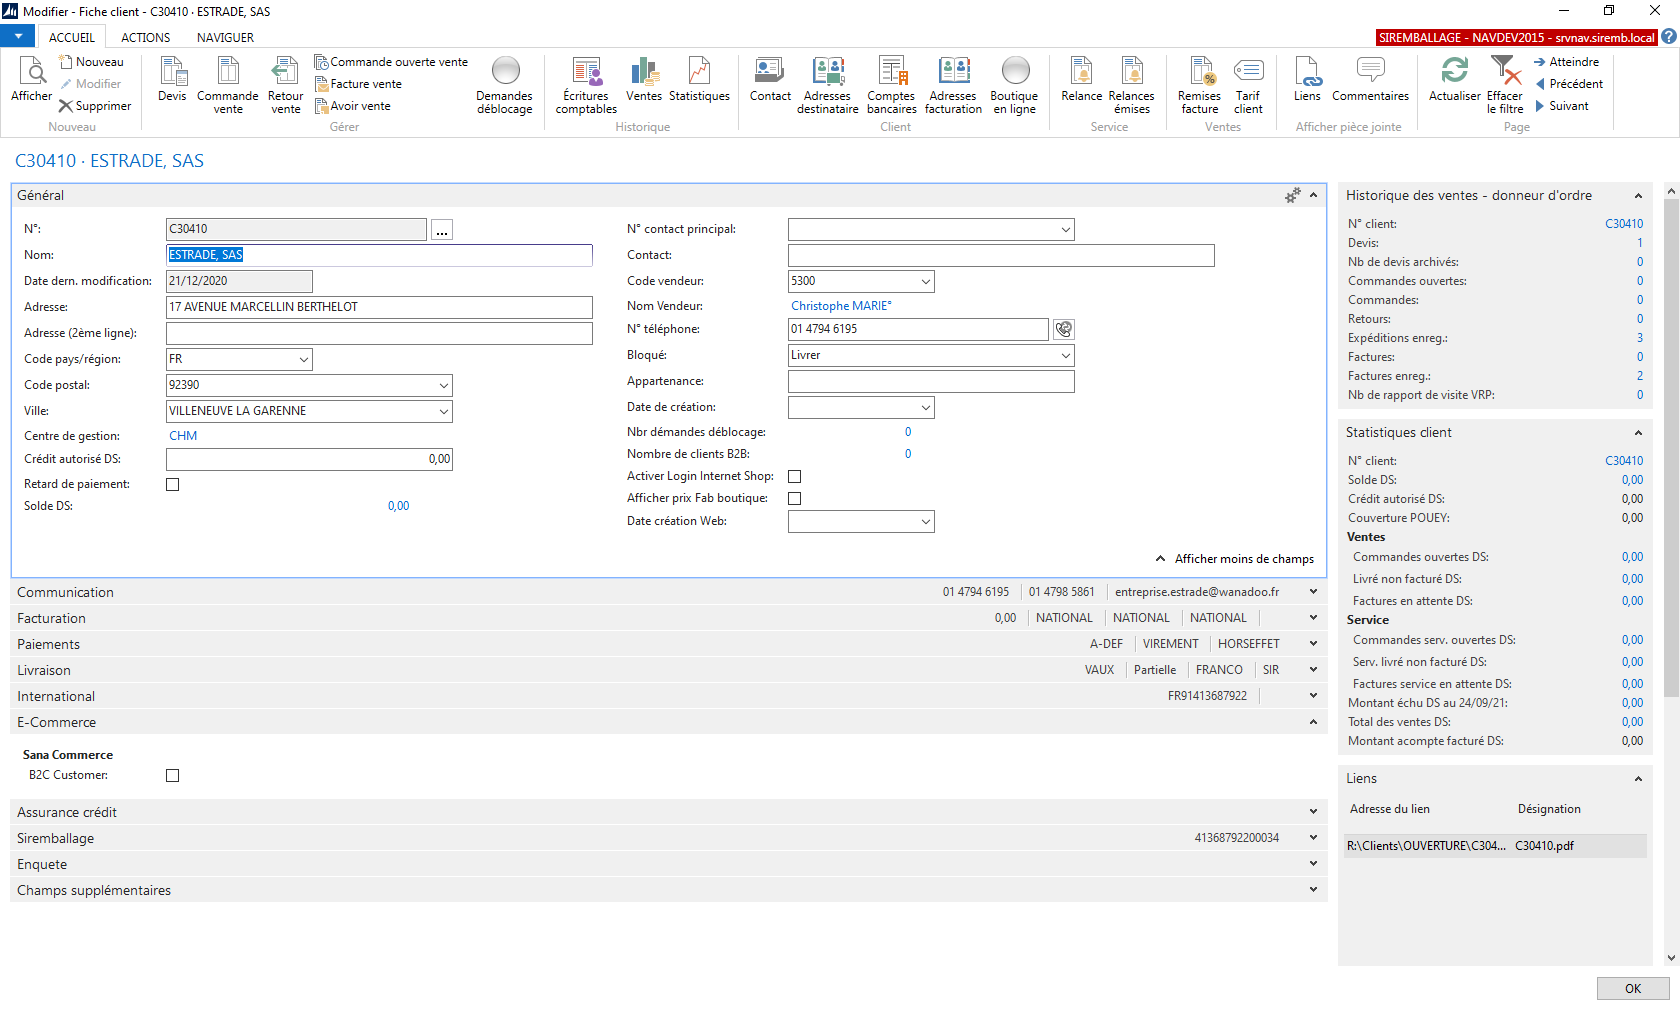 Modifier - Fiche client - C30410 · ESTRADE, SAS
ACCUEIL ACTIONS NAVIGUER
SIREMBALLAGE - NAVDEV2015 - srvnav.siremb.local
Afficher
Nouveau
Modifier
Supprimer
Nouveau
Devis
Commande vente
Retour vente
Commande ouverte vente
Facture vente
Avoir vente
Demandes déblocage
Gérer
Écritures comptables
Ventes
Statistiques
Historique
Contact
Adresses destinataire
Comptes bancaires
Adresses facturation
Boutique en ligne
Client
Relance
Relances émises
Service
Remises facture
Tarif client
Ventes
Liens
Commentaires
Afficher pièce jointe
Actualiser
Effacer le filtre
Atteindre
Précédent
Suivant
Page
C30410 · ESTRADE, SAS
Général
N°: C30410 ...
Nom: ESTRADE, SAS
Date dern. modification: 21/12/2020
Adresse: 17 AVENUE MARCELLIN BERTHELOT
Adresse (2ème ligne):
Code pays/région: FR
Code postal: 92390
Ville: VILLENEUVE LA GARENNE
Centre de gestion: CHM
Crédit autorisé DS: 0,00
Retard de paiement:
Solde DS: 0,00
N° contact principal:
Contact:
Code vendeur: 5300
Nom Vendeur: Christophe MARIE°
N° téléphone: 01 4794 6195
Bloqué: Livrer
Appartenance:
Date de création:
Nbr démandes déblocage: 0
Nombre de clients B2B: 0
Activer Login Internet Shop:
Afficher prix Fab boutique:
Date création Web:
Afficher moins de champs
Communication 01 4794 6195 01 4798 5861 entreprise.estrade@wanadoo.fr
Facturation 0,00 NATIONAL NATIONAL NATIONAL
Paiements A-DEF VIREMENT HORSEFFET
Livraison VAUX Partielle FRANCO SIR
International FR91413687922
E-Commerce
Sana Commerce
B2C Customer:
Assurance crédit
Siremballage 41368792200034
Enquete
Champs supplémentaires
Historique des ventes - donneur d'ordre
N° client: C30410
Devis: 1
Nb de devis archivés: 0
Commandes ouvertes: 0
Commandes: 0
Retours: 0
Expéditions enreg.: 3
Factures: 0
Factures enreg.: 2
Nb de rapport de visite VRP: 0
Statistiques client
N° client: C30410
Solde DS: 0,00
Crédit autorisé DS: 0,00
Couverture POUEY: 0,00
Ventes
Commandes ouvertes DS: 0,00
Livré non facturé DS: 0,00
Factures en attente DS: 0,00
Service
Commandes serv. ouvertes DS: 0,00
Serv. livré non facturé DS: 0,00
Factures service en attente DS: 0,00
Montant échu DS au 24/09/21: 0,00
Total des ventes DS: 0,00
Montant acompte facturé DS: 0,00
Liens
Adresse du lien Désignation
R:\Clients\OUVERTURE\C304... C30410.pdf
OK